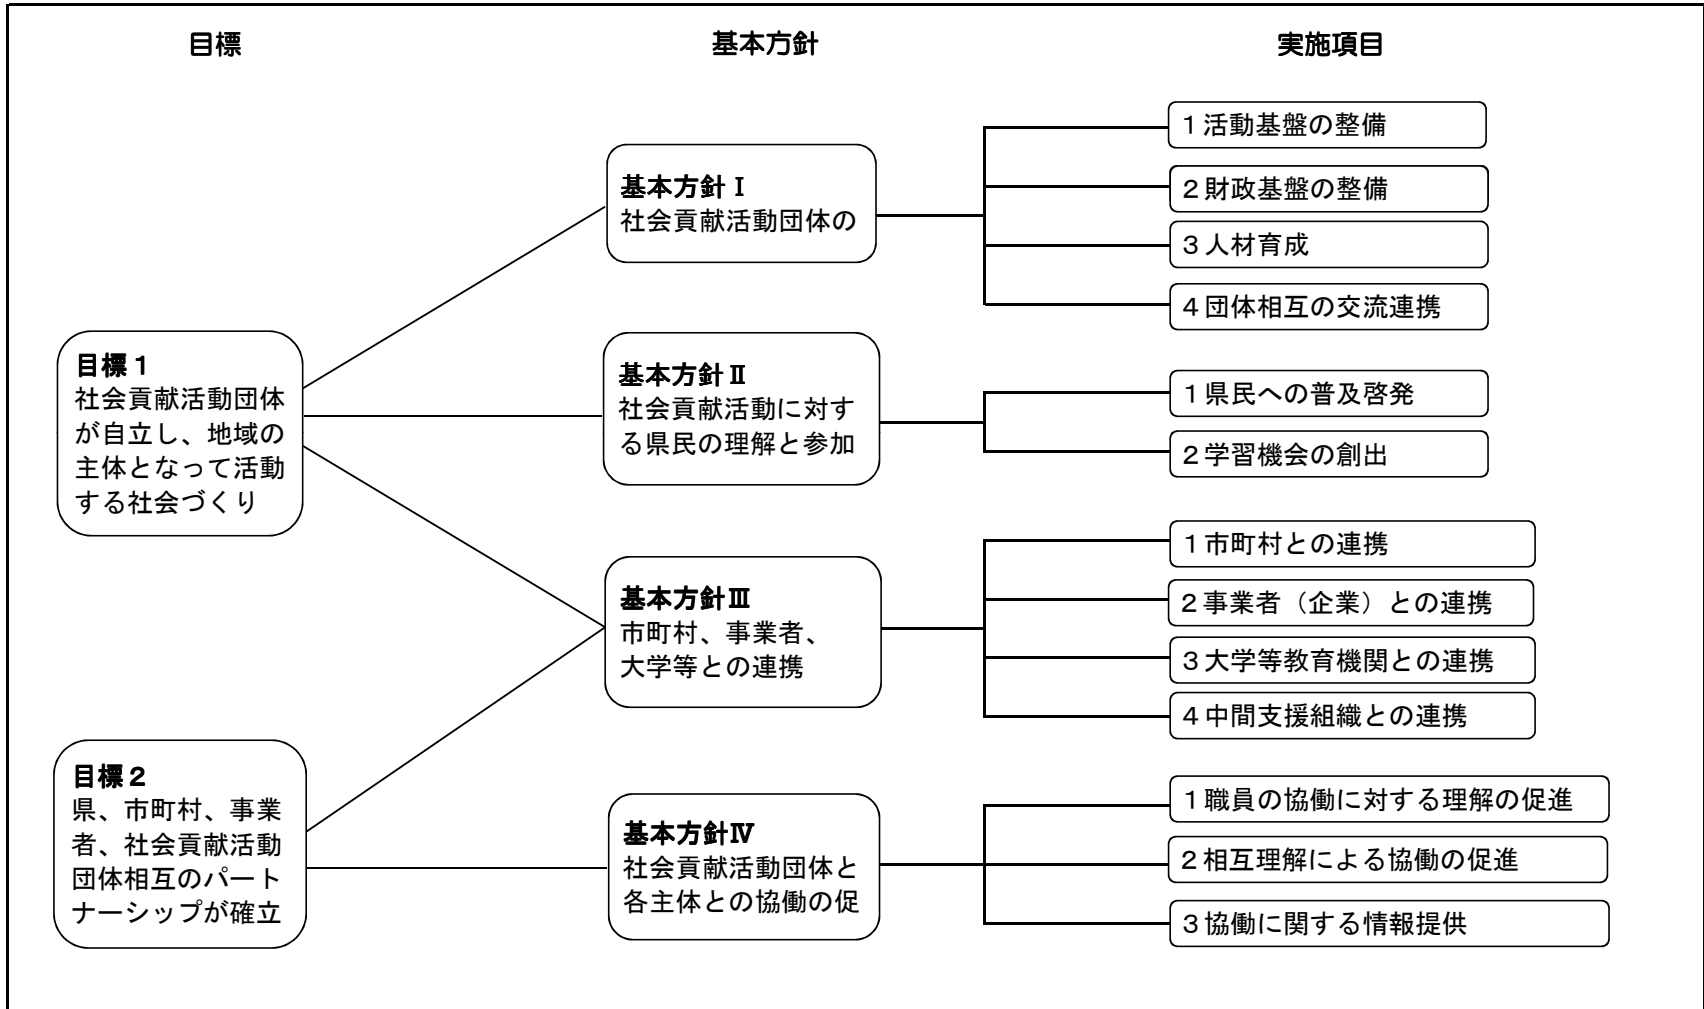 目標
基本方針
実施項目
目標１
社会貢献活動団体
が自立し、地域の
主体となって活動
する社会づくり
目標２
県、市町村、事業
者、社会貢献活動
団体相互のパート
ナーシップが確立
基本方針Ⅰ
社会貢献活動団体の
基本方針Ⅱ
社会貢献活動に対す
る県民の理解と参加
基本方針Ⅲ
市町村、事業者、
大学等との連携
基本方針Ⅳ
社会貢献活動団体と
各主体との協働の促
１活動基盤の整備
２財政基盤の整備
３人材育成
４団体相互の交流連携
１県民への普及啓発
２学習機会の創出
１市町村との連携
２事業者（企業）との連携
３大学等教育機関との連携
４中間支援組織との連携
１職員の協働に対する理解の促進
２相互理解による協働の促進
３協働に関する情報提供